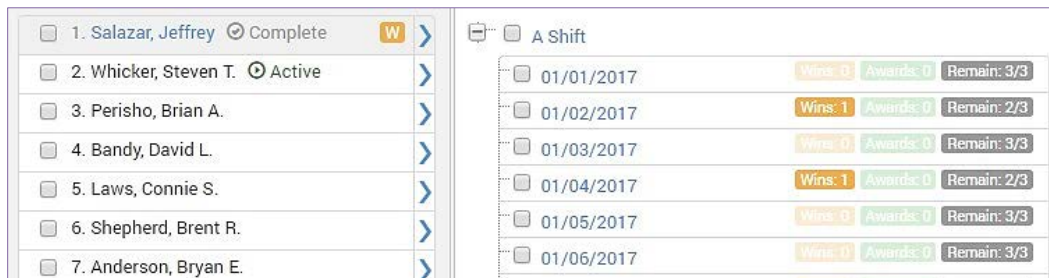 1. Salazar, Jeffrey Complete W
2. Whicker, Steven T. Active
3. Perisho, Brian A.
4. Bandy, David L.
5. Laws, Connie S.
6. Shepherd, Brent R.
7. Anderson, Bryan E.
A Shift
01/01/2017 Wins: 0 Awards: 0 Remain: 3/3
01/02/2017 Wins: 1 Awards: 0 Remain: 2/3
01/03/2017 Wins: 0 Awards: 0 Remain: 3/3
01/04/2017 Wins: 1 Awards: 0 Remain: 2/3
01/05/2017 Wins: 0 Awards: 0 Remain: 3/3
01/06/2017 Wins: 0 Awards: 0 Remain: 3/3